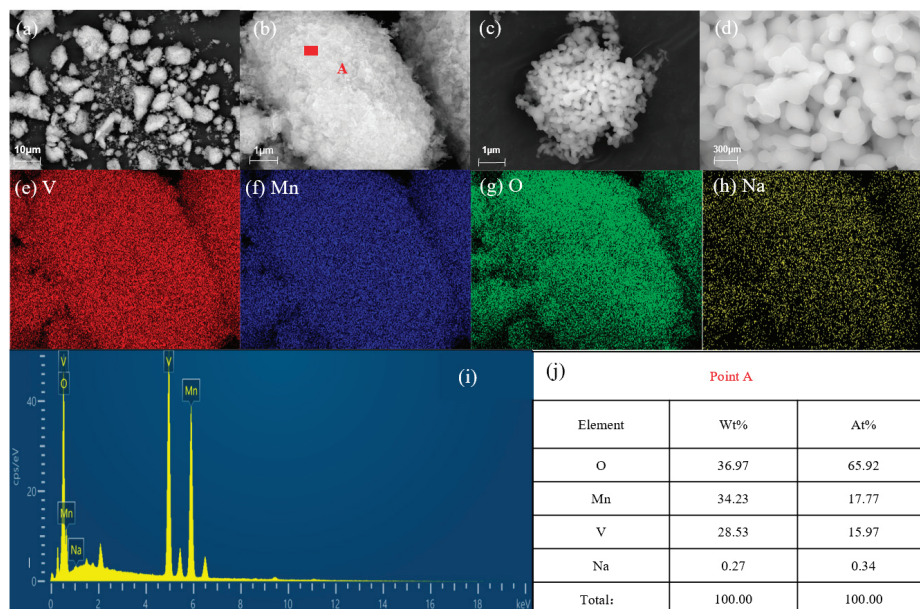 (a)
10μm
(b)
A
1μm
(c)
1μm
(d)
300μm
(e) V
(f) Mn
(g) O
(h) Na
(i)
V
O
Mn
Na
V
Mn
cps/eV
40
20
0
0 2 4 6 8 10 12 14 16 18 keV
(j)
Point A
Element Wt% At%
O 36.97 65.92
Mn 34.23 17.77
V 28.53 15.97
Na 0.27 0.34
Total: 100.00 100.00